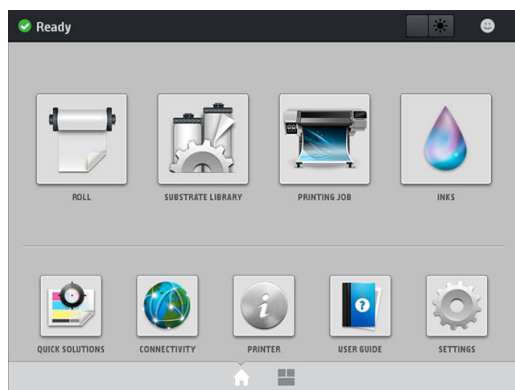 Ready
ROLL
SUBSTRATE LIBRARY
PRINTING JOB
INKS
QUICK SOLUTIONS
CONNECTIVITY
PRINTER
USER GUIDE
SETTINGS